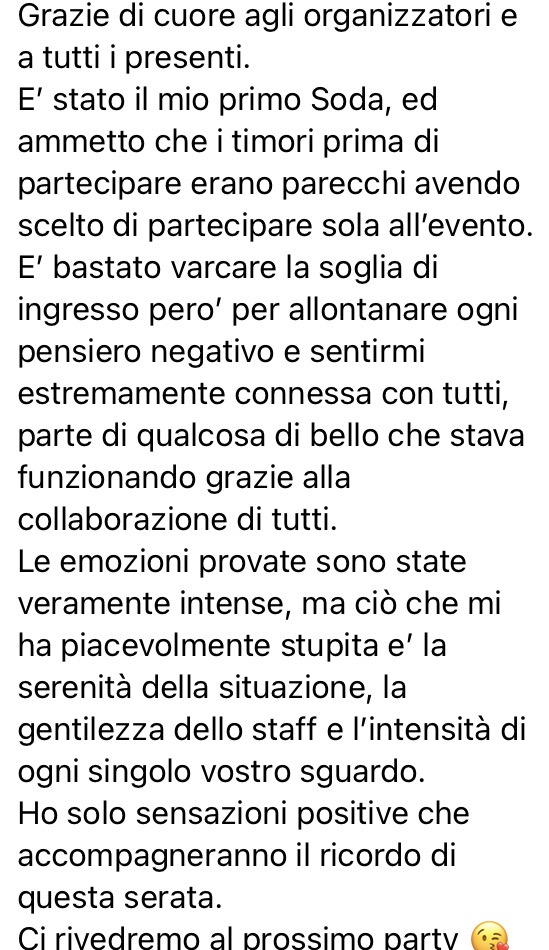 Grazie di cuore agli organizzatori e
a tutti i presenti.
E’ stato il mio primo Soda, ed
ammetto che i timori prima di
partecipare erano parecchi avendo
scelto di partecipare sola all’evento.
E’ bastato varcare la soglia di
ingresso pero’ per allontanare ogni
pensiero negativo e sentirmi
estremamente connessa con tutti,
parte di qualcosa di bello che stava
funzionando grazie alla
collaborazione di tutti.
Le emozioni provate sono state
veramente intense, ma ciò che mi
ha piacevolmente stupita e’ la
serenità della situazione, la
gentilezza dello staff e l’intensità di
ogni singolo vostro sguardo.
Ho solo sensazioni positive che
accompagneranno il ricordo di
questa serata.
Ci rivedremo al prossimo party 😘